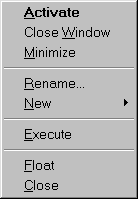 Activate
Close Window
Minimize
Rename...
New
Execute
Float
Close